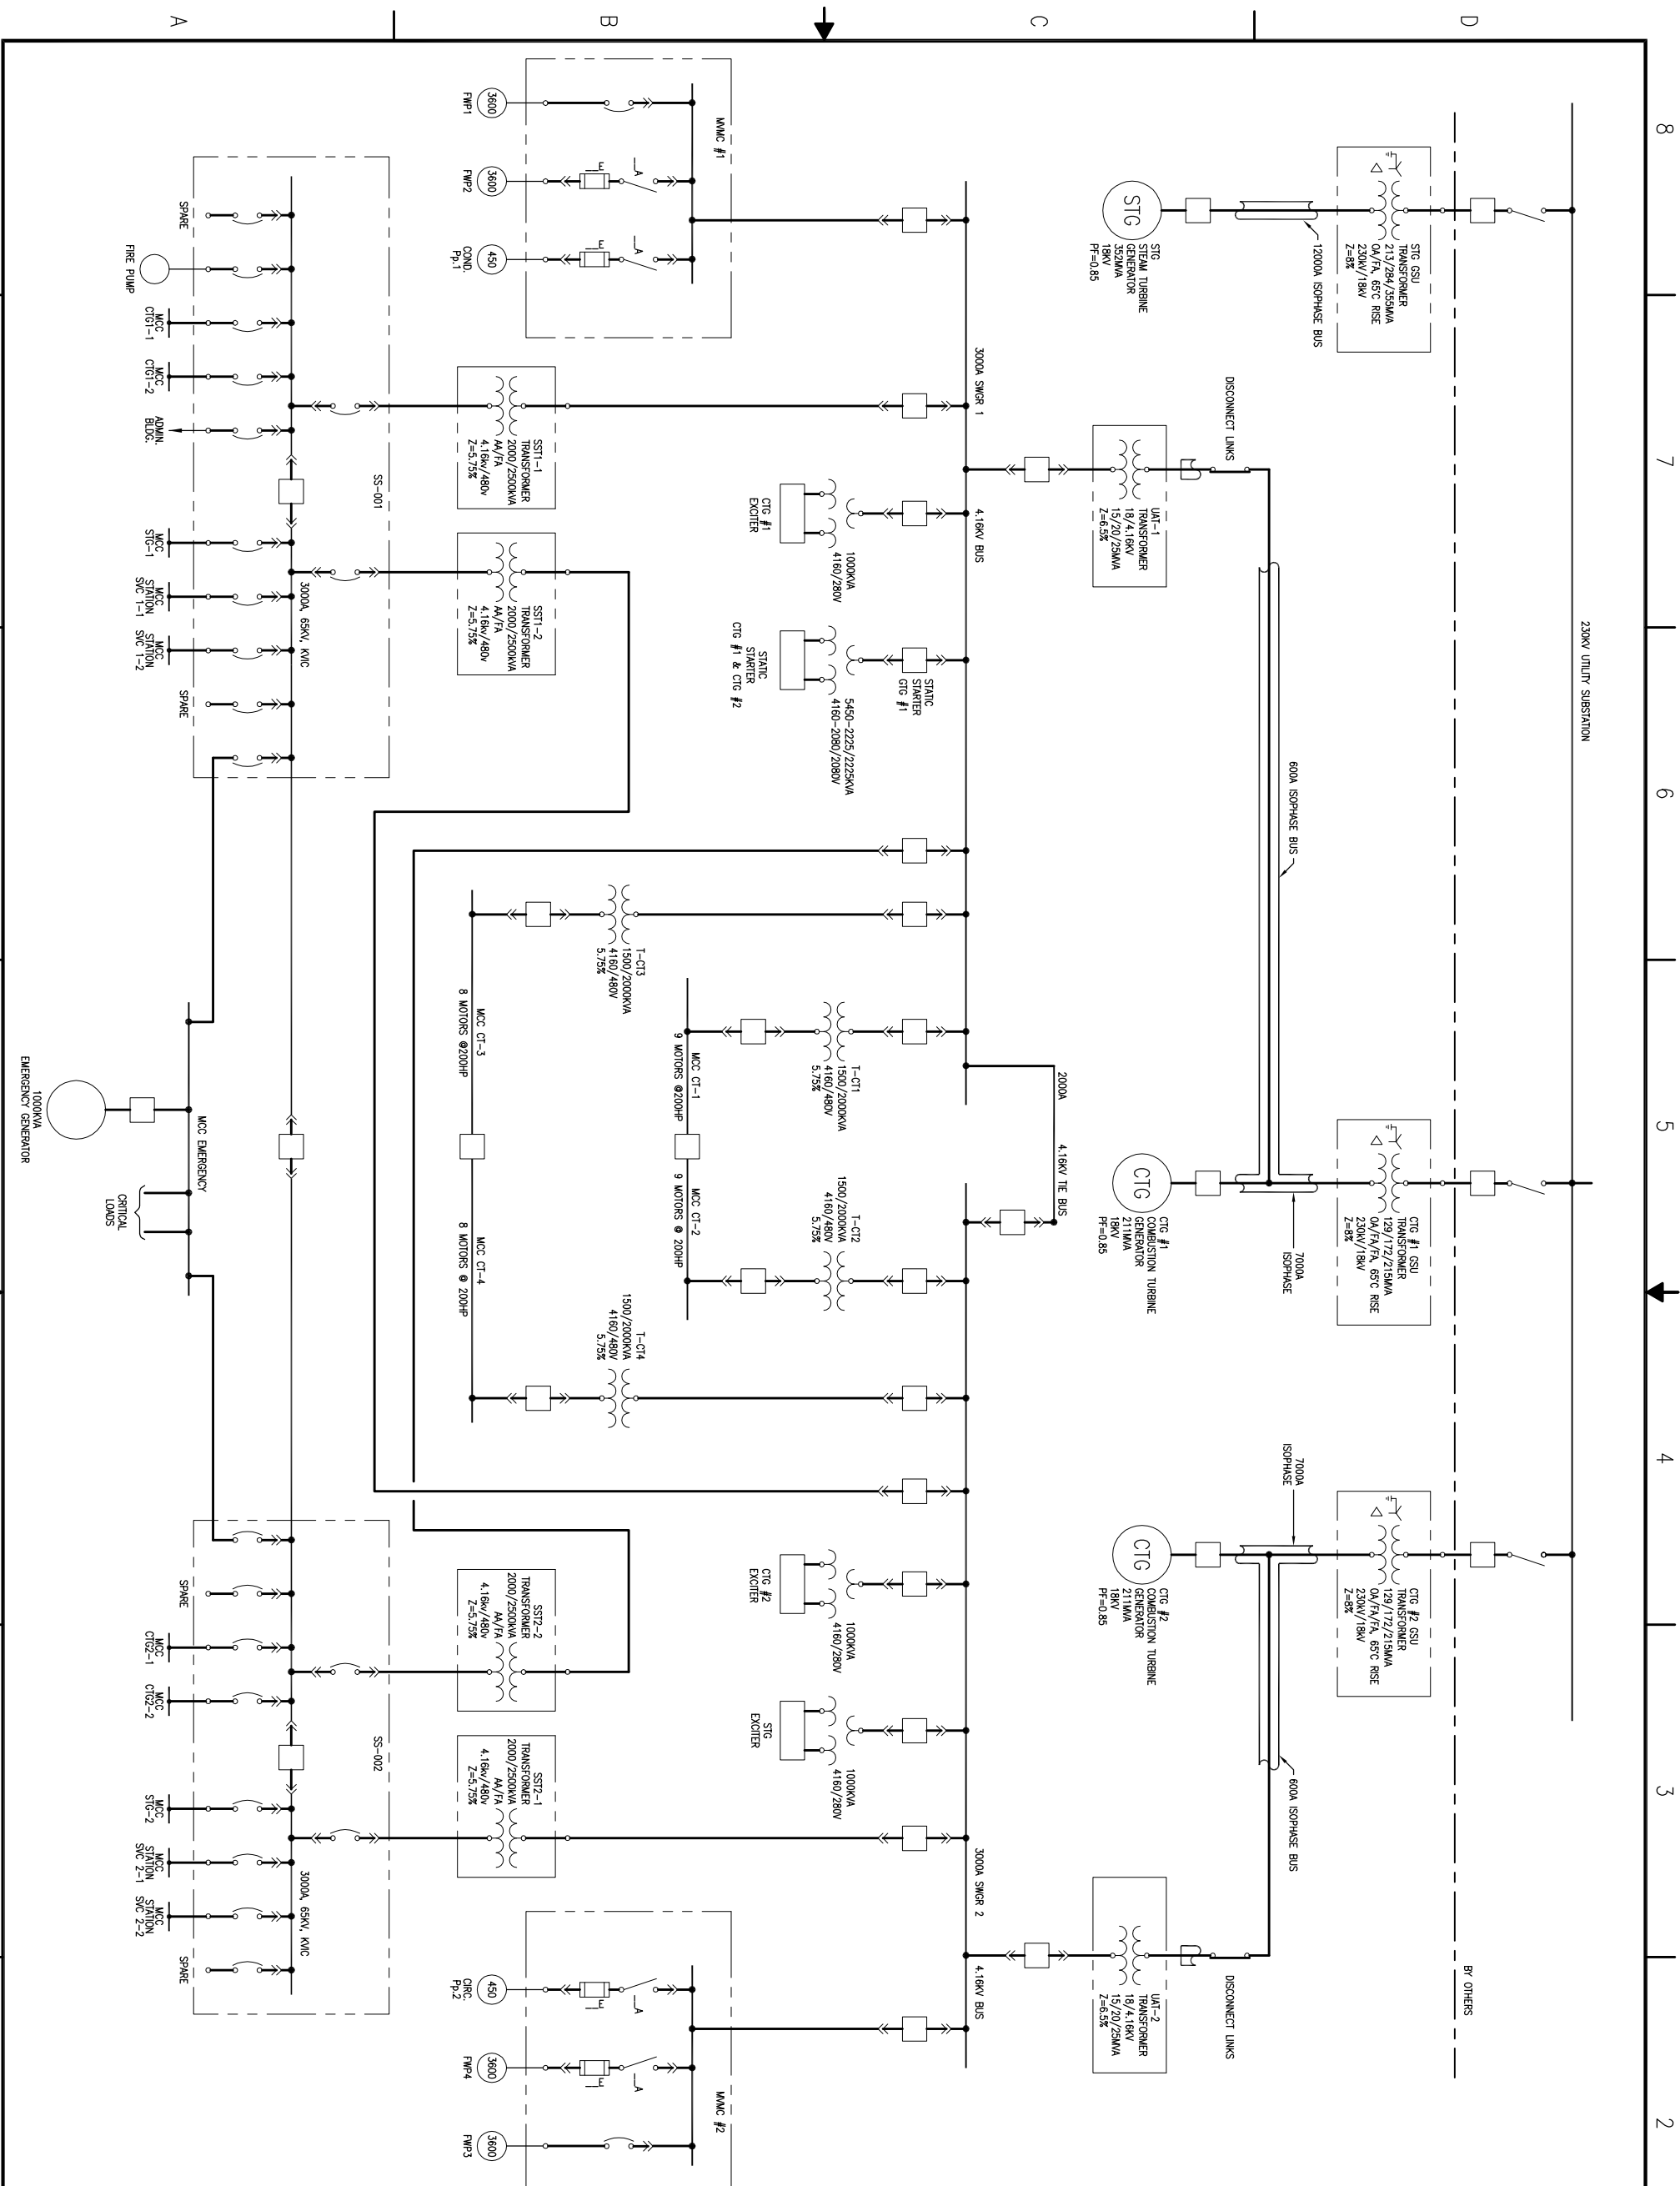 8
7
6
5
4
3
2
D
C
B
A
230KV UTILITY SUBSTATION
BY OTHERS
STG GSU
TRANSFORMER
213/284/355MVA
OA/FA, 65°C RISE
230kV/18kV
Z=8%
CTG #1 GSU
TRANSFORMER
129/172/215MVA
OA/FA/FA, 65°C RISE
230kV/18kV
Z=8%
CTG #2 GSU
TRANSFORMER
129/172/215MVA
OA/FA/FA, 65°C RISE
230kV/18kV
Z=8%
12000A ISOPHASE BUS
600A ISOPHASE BUS
7000A
ISOPHASE
7000A
ISOPHASE
600A ISOPHASE BUS
DISCONNECT LINKS
DISCONNECT LINKS
STG
STG
STEAM TURBINE
GENERATOR
352MVA
18KV
PF=0.85
CTG
CTG #1
COMBUSTION TURBINE
GENERATOR
211MVA
18KV
PF=0.85
CTG
CTG #2
COMBUSTION TURBINE
GENERATOR
211MVA
18KV
PF=0.85
UAT-1
TRANSFORMER
18/4.16KV
15/20/25MVA
Z=6.5%
UAT-2
TRANSFORMER
18/4.16KV
15/20/25MVA
Z=6.5%
2000A
4.16KV TIE BUS
3000A SWGR 1
4.16KV BUS
3000A SWGR 2
4.16KV BUS
STATIC
STARTER
GTG #1
1000KVA
4160/280V
CTG #1
EXCITER
5450-2225/2225KVA
4160-2080/2080V
STATIC
STARTER
CTG #1 & CTG #2
T-CT1
1500/2000KVA
4160/480V
5.75%
T-CT2
1500/2000KVA
4160/480V
5.75%
1000KVA
4160/280V
CTG #2
EXCITER
1000KVA
4160/280V
STG
EXCITER
MVMC #1
__A
__E
__A
__E
3600
FWP1
3600
FWP2
450
COND.
Pp.1
MVMC #2
__A
__E
__A
__E
450
CIRC.
Pp.2
3600
FWP4
3600
FWP3
MCC CT-1
9 MOTORS @200HP
MCC CT-2
9 MOTORS @ 200HP
T-CT3
1500/2000KVA
4160/480V
5.75%
T-CT4
1500/2000KVA
4160/480V
5.75%
MCC CT-3
8 MOTORS @200HP
MCC CT-4
8 MOTORS @ 200HP
SST1-1
TRANSFORMER
2000/2500kVA
AA/FA
4.16kv/480v
Z=5.75%
SST1-2
TRANSFORMER
2000/2500kVA
AA/FA
4.16kv/480v
Z=5.75%
SST2-2
TRANSFORMER
2000/2500kVA
AA/FA
4.16kv/480v
Z=5.75%
SST2-1
TRANSFORMER
2000/2500kVA
AA/FA
4.16kv/480v
Z=5.75%
SS-001
3000A, 65KV, KVIC
SS-002
3000A, 65KV, KVIC
SPARE
FIRE PUMP
MCC
CTG1-1
MCC
CTG1-2
ADMIN.
BLDG.
MCC
STG-1
MCC
STATION
SVC 1-1
MCC
STATION
SVC 1-2
SPARE
SPARE
MCC
CTG2-1
MCC
CTG2-2
MCC
STG-2
MCC
STATION
SVC 2-1
MCC
STATION
SVC 2-2
SPARE
MCC EMERGENCY
CRITICAL
LOADS
1000KVA
EMERGENCY GENERATOR